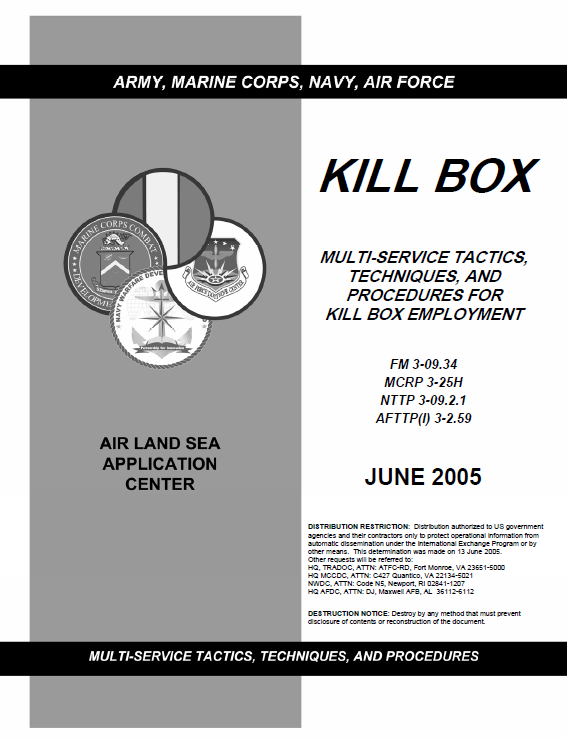 ARMY, MARINE CORPS, NAVY, AIR FORCE
KILL BOX
MULTI-SERVICE TACTICS,
TECHNIQUES, AND
PROCEDURES FOR
KILL BOX EMPLOYMENT
FM 3-09.34
MCRP 3-25H
NTTP 3-09.2.1
AFTTP(I) 3-2.59
MARINE CORPS COMBAT
NAVY WARFARE
AIR FORCE DOCTRINE CENTER
AIR LAND SEA
APPLICATION
CENTER
JUNE 2005
DISTRIBUTION RESTRICTION: Distribution authorized to US government
agencies and their contractors only to protect operational information from
automatic dissemination under the International Exchange Program or by
other means. This determination was made on 13 June 2005.
Other requests will be referred to:
HQ, TRADOC, ATTN: ATFC-RD, Fort Monroe, VA 23651-5000
HQ MCCDC, ATTN: C427 Quantico, VA 22134-5021
NWDC, ATTN: Code N5, Newport, RI 02841-1207
HQ AFDC, ATTN: DJ, Maxwell AFB, AL 36112-6112
DESTRUCTION NOTICE: Destroy by any method that must prevent
disclosure of contents or reconstruction of the document.
MULTI-SERVICE TACTICS, TECHNIQUES, AND PROCEDURES